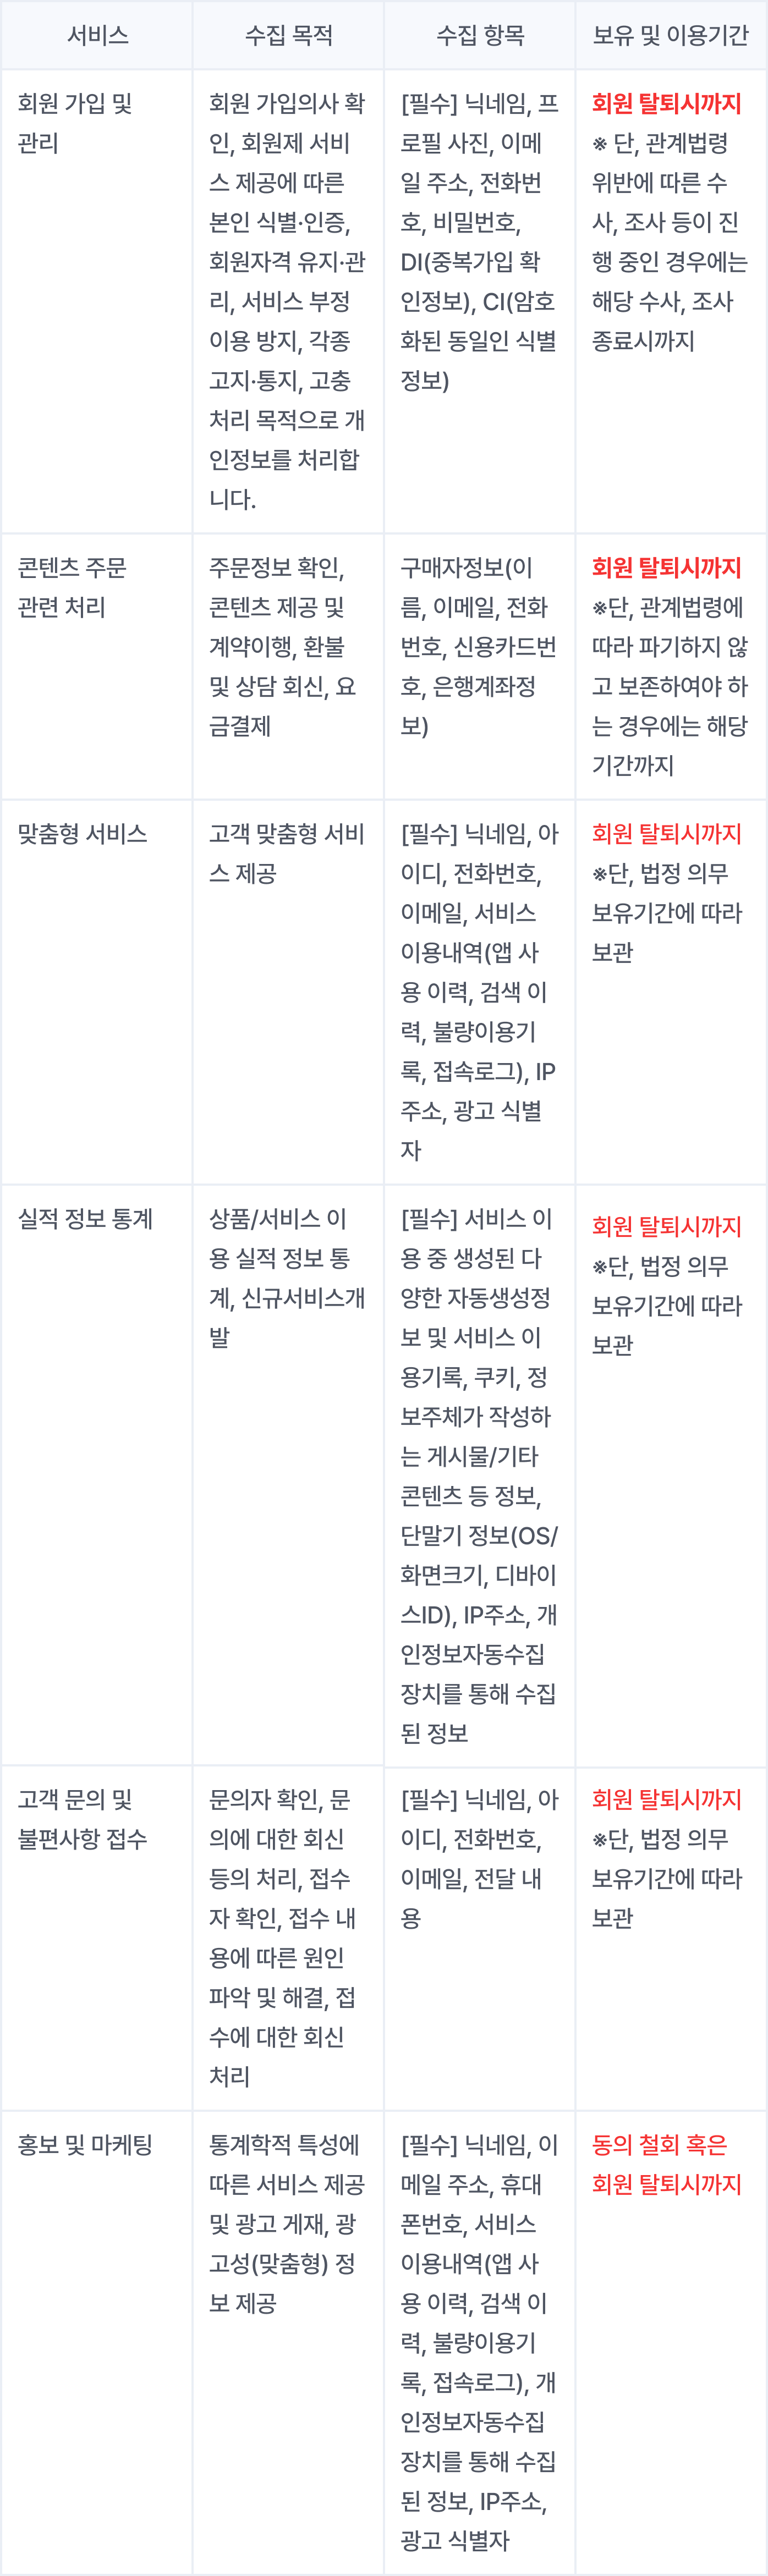 서비스
수집 목적
수집 항목
보유 및 이용기간
회원 가입 및
관리
회원 가입의사 확
인, 회원제 서비
스 제공에 따른
본인 식별·인증,
회원자격 유지·관
리, 서비스 부정
이용 방지, 각종
고지·통지, 고충
처리 목적으로 개
인정보를 처리합
니다.
[필수] 닉네임, 프
로필 사진, 이메
일 주소, 전화번
호, 비밀번호,
DI(중복가입 확
인정보), CI(암호
화된 동일인 식별
정보)
회원 탈퇴시까지
※ 단, 관계법령
위반에 따른 수
사, 조사 등이 진
행 중인 경우에는
해당 수사, 조사
종료시까지
콘텐츠 주문
관련 처리
주문정보 확인,
콘텐츠 제공 및
계약이행, 환불
및 상담 회신, 요
금결제
구매자정보(이
름, 이메일, 전화
번호, 신용카드번
호, 은행계좌정
보)
회원 탈퇴시까지
※단, 관계법령에
따라 파기하지 않
고 보존하여야 하
는 경우에는 해당
기간까지
맞춤형 서비스
고객 맞춤형 서비
스 제공
[필수] 닉네임, 아
이디, 전화번호,
이메일, 서비스
이용내역(앱 사
용 이력, 검색 이
력, 불량이용기
록, 접속로그), IP
주소, 광고 식별
자
회원 탈퇴시까지
※단, 법정 의무
보유기간에 따라
보관
실적 정보 통계
상품/서비스 이
용 실적 정보 통
계, 신규서비스개
발
[필수] 서비스 이
용 중 생성된 다
양한 자동생성정
보 및 서비스 이
용기록, 쿠키, 정
보주체가 작성하
는 게시물/기타
콘텐츠 등 정보,
단말기 정보(OS/
화면크기, 디바이
스ID), IP주소, 개
인정보자동수집
장치를 통해 수집
된 정보
회원 탈퇴시까지
※단, 법정 의무
보유기간에 따라
보관
고객 문의 및
불편사항 접수
문의자 확인, 문
의에 대한 회신
등의 처리, 접수
자 확인, 접수 내
용에 따른 원인
파악 및 해결, 접
수에 대한 회신
처리
[필수] 닉네임, 아
이디, 전화번호,
이메일, 전달 내
용
회원 탈퇴시까지
※단, 법정 의무
보유기간에 따라
보관
홍보 및 마케팅
통계학적 특성에
따른 서비스 제공
및 광고 게재, 광
고성(맞춤형) 정
보 제공
[필수] 닉네임, 이
메일 주소, 휴대
폰번호, 서비스
이용내역(앱 사
용 이력, 검색 이
력, 불량이용기
록, 접속로그), 개
인정보자동수집
장치를 통해 수집
된 정보, IP주소,
광고 식별자
동의 철회 혹은
회원 탈퇴시까지